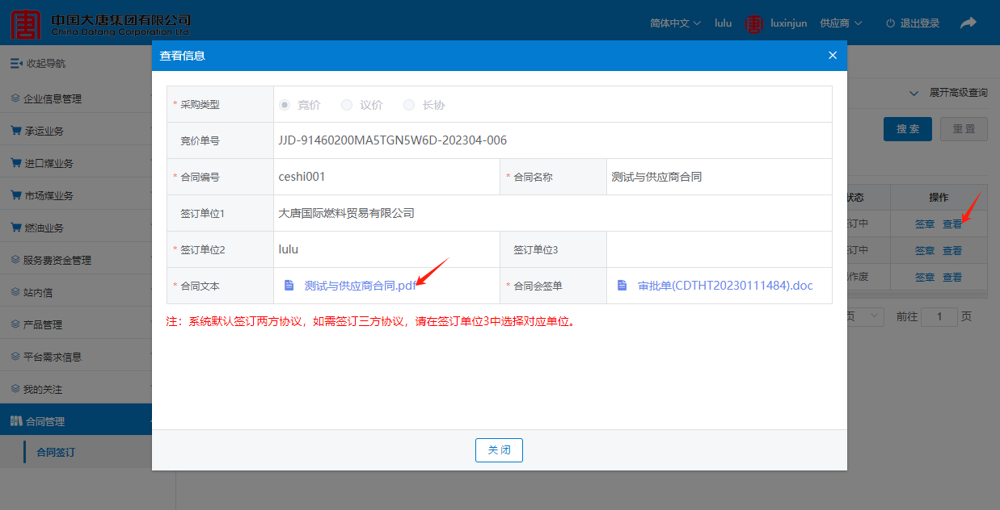 中国大唐集团有限公司
China Datang Corporation Ltd
简体中文 lulu luxinjun 供应商 退出登录
查看信息
收起导航
企业信息管理
承运业务
进口煤业务
市场煤业务
燃油业务
服务费资金管理
站内信
产品管理
平台需求信息
我的关注
合同管理
合同签订
* 采购类型 竞价 议价 长协
竞价单号 JJD-91460200MA5TGN5W6D-202304-006
* 合同编号 ceshi001 * 合同名称 测试与供应商合同
签订单位1 大唐国际燃料贸易有限公司
* 签订单位2 lulu 签订单位3
* 合同文本 测试与供应商合同.pdf * 合同会签单 审批单(CDTHT20230111484).doc
注：系统默认签订两方协议，如需签订三方协议，请在签订单位3中选择对应单位。
关 闭
展开高级查询
搜 索 重 置
状态 操作
签订中 签章 查看
签订中 签章 查看
作废 签章 查看
页 前往 1 页